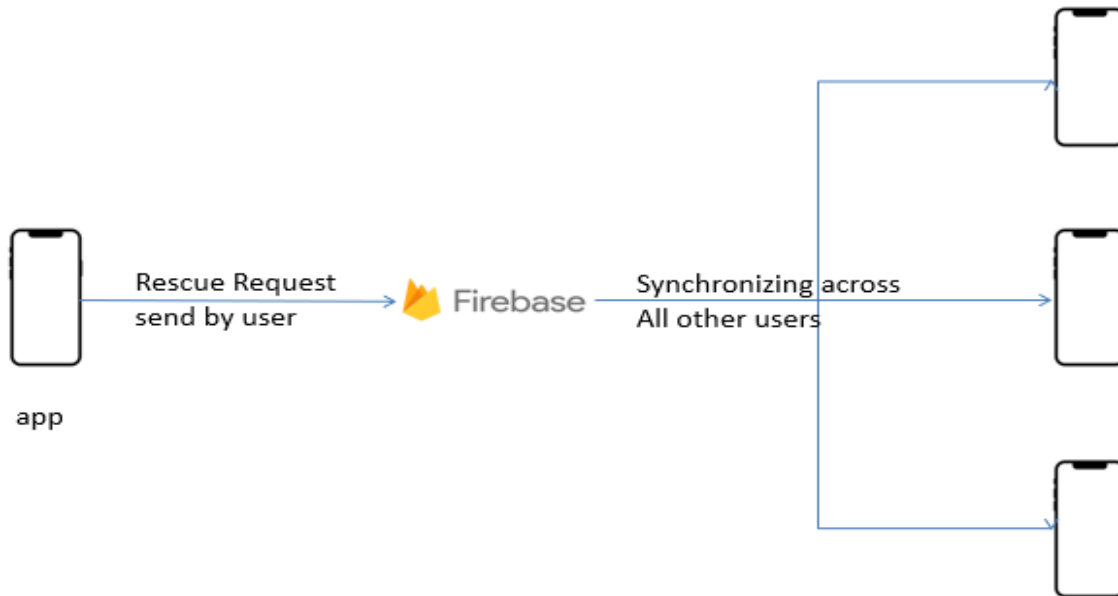 Rescue Request
send by user
Firebase
Synchronizing across
All other users
app